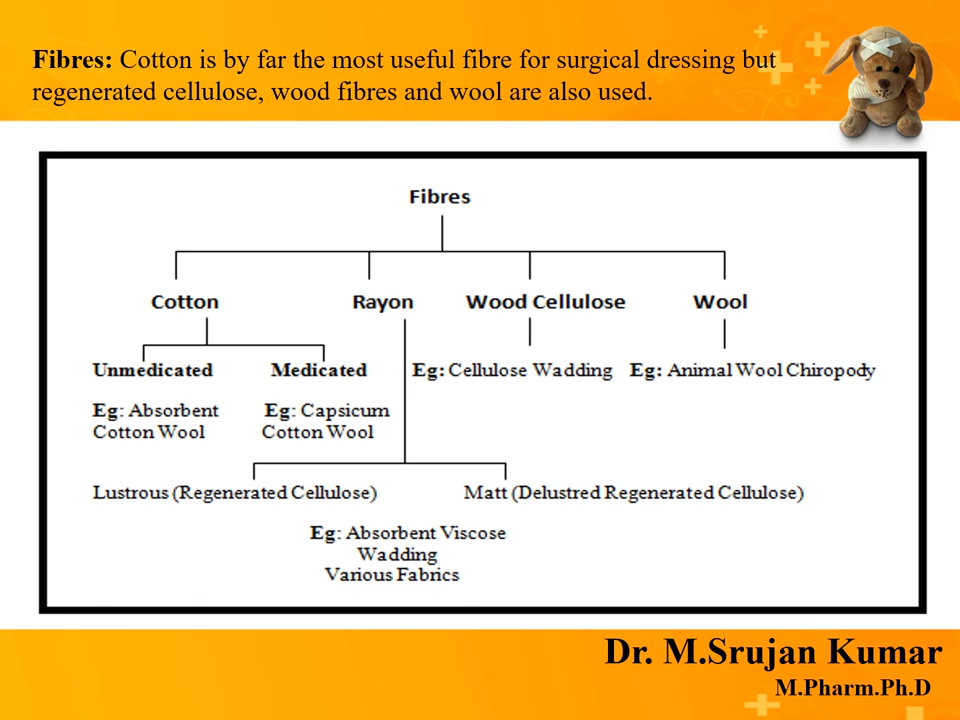 Fibres: Cotton is by far the most useful fibre for surgical dressing but
regenerated cellulose, wood fibres and wool are also used.
Fibres
Cotton Rayon Wood Cellulose Wool
Unmedicated Medicated Eg: Cellulose Wadding Eg: Animal Wool Chiropody
Eg: Absorbent Eg: Capsicum
Cotton Wool Cotton Wool
Lustrous (Regenerated Cellulose) Matt (Delustred Regenerated Cellulose)
Eg: Absorbent Viscose
Wadding
Various Fabrics
Dr. M.Srujan Kumar
M.Pharm.Ph.D